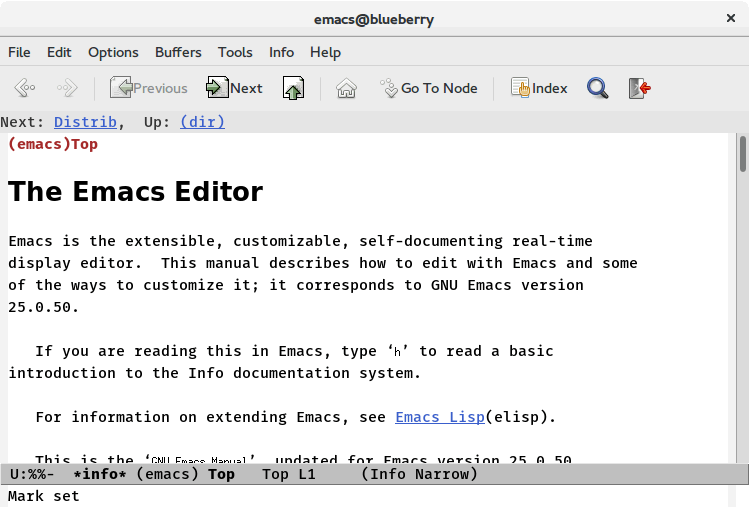 emacs@blueberry
File Edit Options Buffers Tools Info Help
Previous Next Go To Node Index
Next: Distrib,  Up: (dir)
(emacs)Top
The Emacs Editor
Emacs is the extensible, customizable, self-documenting real-time
display editor.  This manual describes how to edit with Emacs and some
of the ways to customize it; it corresponds to GNU Emacs version
25.0.50.
If you are reading this in Emacs, type ‘h’ to read a basic
introduction to the Info documentation system.
For information on extending Emacs, see Emacs Lisp(elisp).
This is the ‘GNU Emacs Manual’, updated for Emacs version 25.0.50
U:%%-  *info* (emacs) Top   Top L1     (Info Narrow)
Mark set